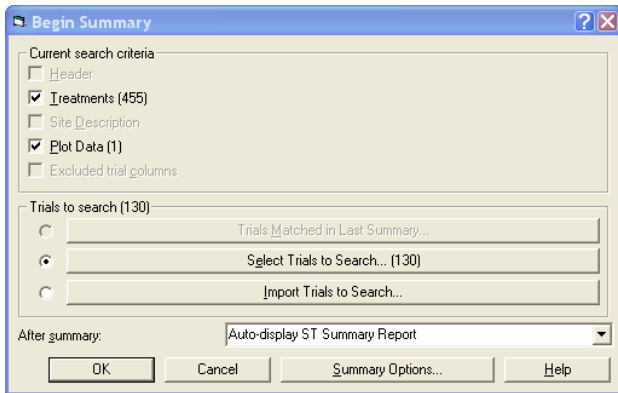 Begin Summary
Current search criteria
Header
Treatments (455)
Site Description
Plot Data (1)
Excluded trial columns
Trials to search (130)
Trials Matched in Last Summary...
Select Trials to Search... (130)
Import Trials to Search...
After summary: Auto-display ST Summary Report
OK Cancel Summary Options... Help